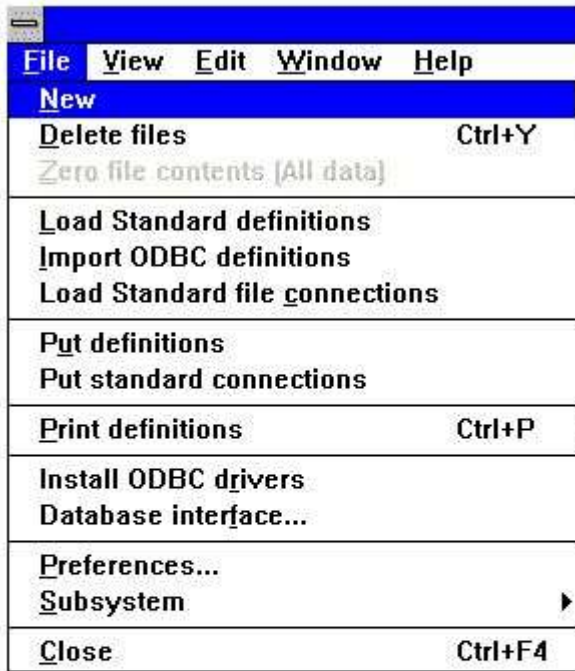 File View Edit Window Help
New
Delete files Ctrl+Y
Zero file contents (All data)
Load Standard definitions
Import ODBC definitions
Load Standard file connections
Put definitions
Put standard connections
Print definitions Ctrl+P
Install ODBC drivers
Database interface...
Preferences...
Subsystem
Close Ctrl+F4